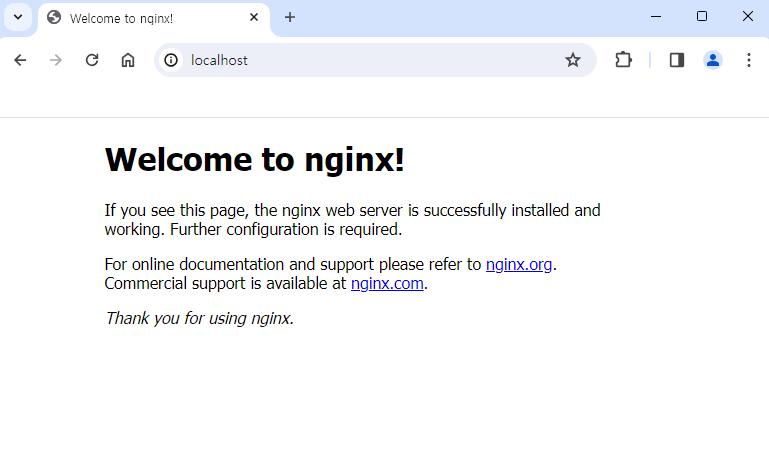 Welcome to nginx!
localhost
Welcome to nginx!
If you see this page, the nginx web server is successfully installed and
working. Further configuration is required.
For online documentation and support please refer to nginx.org.
Commercial support is available at nginx.com.
Thank you for using nginx.